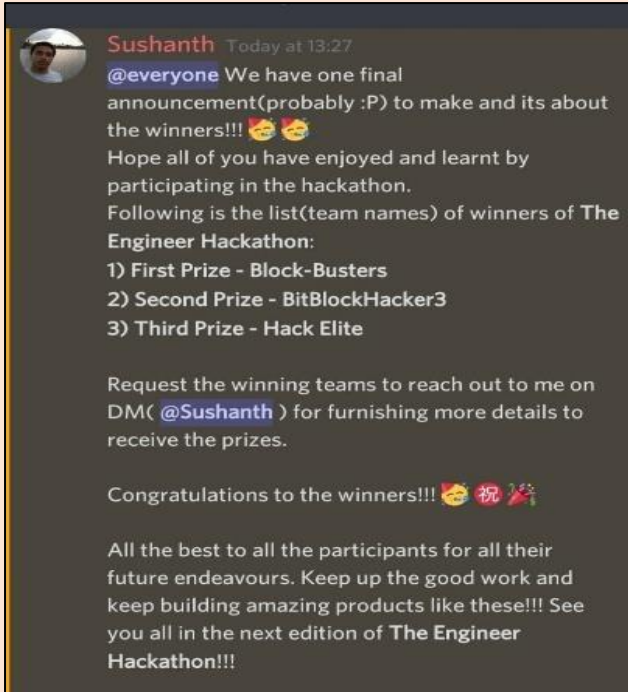 Sushanth Today at 13:27
@everyone We have one final
announcement(probably :P) to make and its about
the winners!!! 🥳 🥳
Hope all of you have enjoyed and learnt by
participating in the hackathon.
Following is the list(team names) of winners of The
Engineer Hackathon:
1) First Prize - Block-Busters
2) Second Prize - BitBlockHacker3
3) Third Prize - Hack Elite
Request the winning teams to reach out to me on
DM( @Sushanth ) for furnishing more details to
receive the prizes.
Congratulations to the winners!!! 🥳 ㊗️ 🎉
All the best to all the participants for all their
future endeavours. Keep up the good work and
keep building amazing products like these!!! See
you all in the next edition of The Engineer
Hackathon!!!